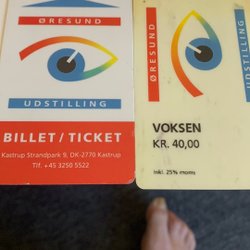 ØRESUND
UDSTILLING
BILLET / TICKET
Kastrup Strandpark 9, DK-2770 Kastrup
Tlf. +45 3250 5522
ØRESUND
UDSTILLING
VOKSEN
KR. 40,00
Inkl. 25% moms